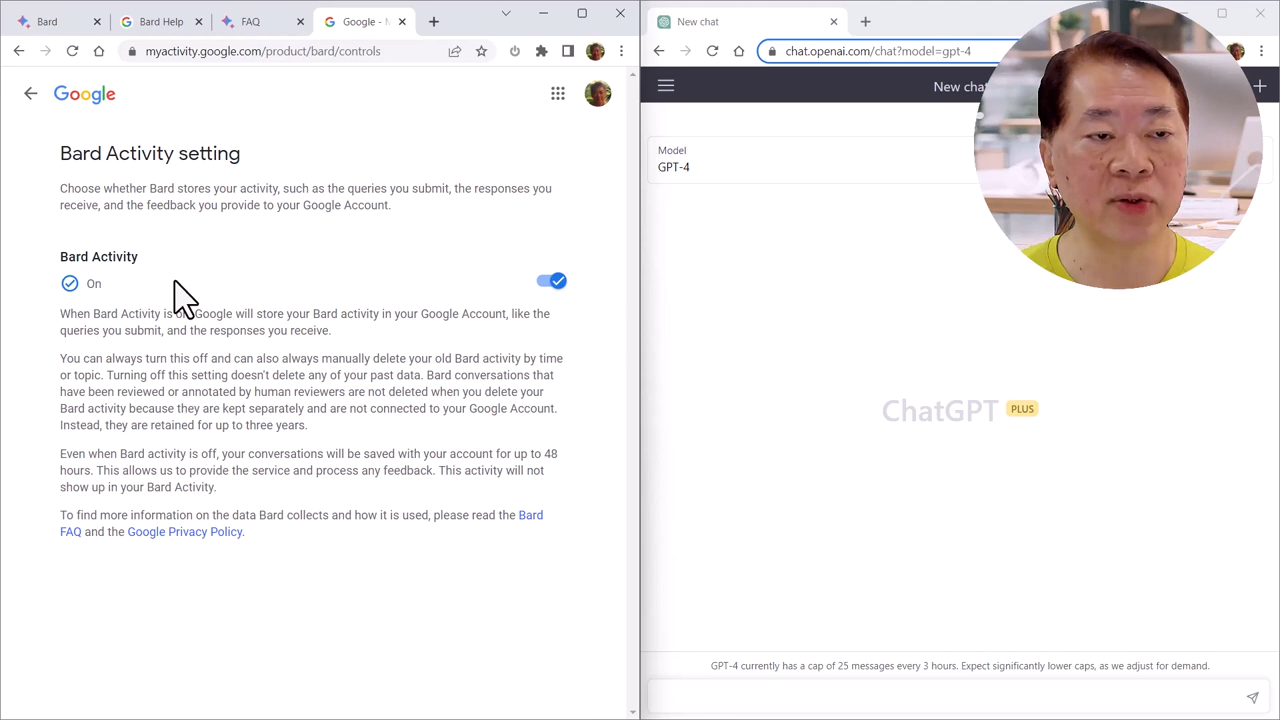 Bard
Bard Help
FAQ
Google - M
New chat
myactivity.google.com/product/bard/controls
chat.openai.com/chat?model=gpt-4
Google
New chat
Bard Activity setting
Model
GPT-4
Choose whether Bard stores your activity, such as the queries you submit, the responses you
receive, and the feedback you provide to your Google Account.
Bard Activity
On
When Bard Activity is Google will store your Bard activity in your Google Account, like the
queries you submit, and the responses you receive.
You can always turn this off and can also always manually delete your old Bard activity by time
or topic. Turning off this setting doesn't delete any of your past data. Bard conversations that
have been reviewed or annotated by human reviewers are not deleted when you delete your
Bard activity because they are kept separately and are not connected to your Google Account.
Instead, they are retained for up to three years.
ChatGPT PLUS
Even when Bard activity is off, your conversations will be saved with your account for up to 48
hours. This allows us to provide the service and process any feedback. This activity will not
show up in your Bard Activity.
To find more information on the data Bard collects and how it is used, please read the Bard
FAQ and the Google Privacy Policy.
GPT-4 currently has a cap of 25 messages every 3 hours. Expect significantly lower caps, as we adjust for demand.